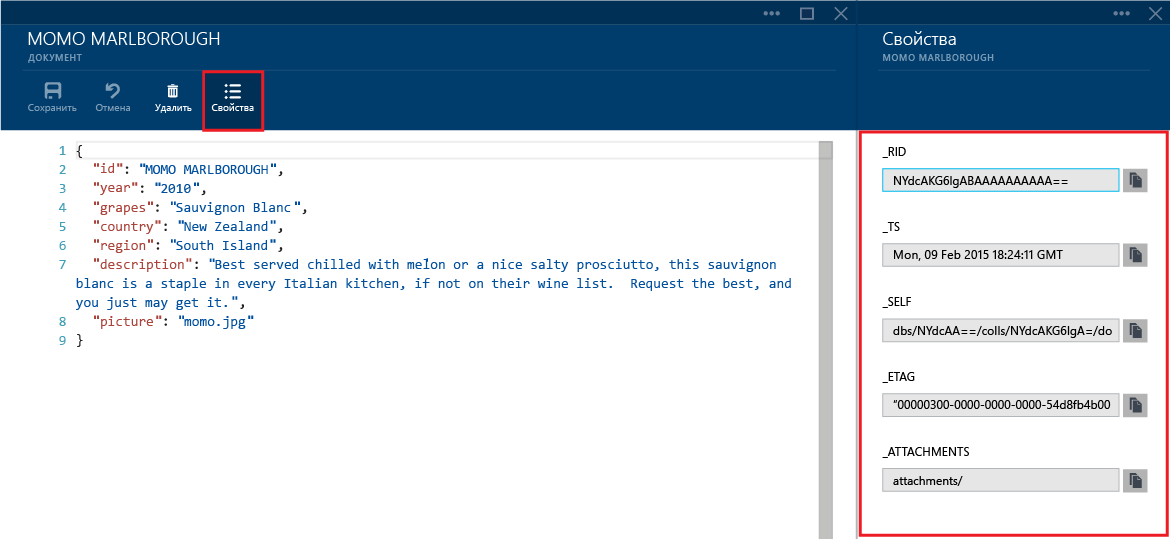 MOMO MARLBOROUGH
ДОКУМЕНТ
Сохранить
Отмена
Удалить
Свойства
1 {
2 "id": "MOMO MARLBOROUGH",
3 "year": "2010",
4 "grapes": "Sauvignon Blanc",
5 "country": "New Zealand",
6 "region": "South Island",
7 "description": "Best served chilled with melon or a nice salty prosciutto, this sauvignon
blanc is a staple in every Italian kitchen, if not on their wine list.  Request the best, and
you just may get it.",
8 "picture": "momo.jpg"
9 }
Свойства
MOMO MARLBOROUGH
_RID
NYdcAKG6lgABAAAAAAAAAA==
_TS
Mon, 09 Feb 2015 18:24:11 GMT
_SELF
dbs/NYdcAA==/colls/NYdcAKG6lgA=/do
_ETAG
"00000300-0000-0000-0000-54d8fb4b00
_ATTACHMENTS
attachments/